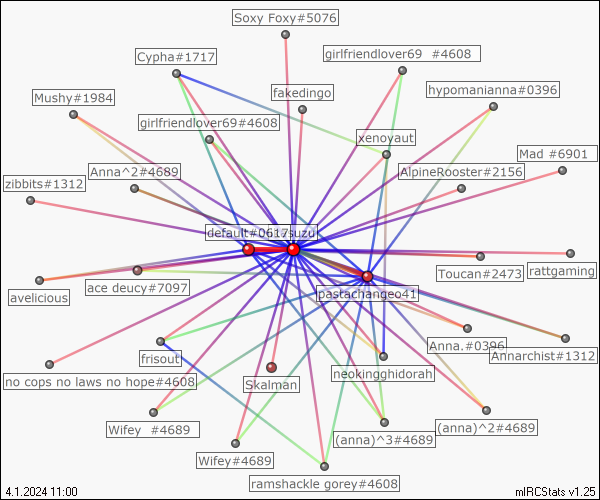 Soxy Foxy#5076
Cypha#1717
girlfriendlover69 #4608
Mushy#1984
fakedingo
hypomanianna#0396
girlfriendlover69#4608
xenoyaut
Mad #6901
zibbits#1312
Anna^2#4689
AlpineRooster#2156
default#0617
suzu
avelicious
ace deucy#7097
pastachangeo41
Toucan#2473
rattgaming
no cops no laws no hope#4608
frisout
Skalman
neokingghidorah
Anna.#0396
Annarchist#1312
Wifey #4689
Wifey#4689
(anna)^3#4689
(anna)^2#4689
ramshackle gorey#4608
4.1.2024 11:00
mIRCStats v1.25